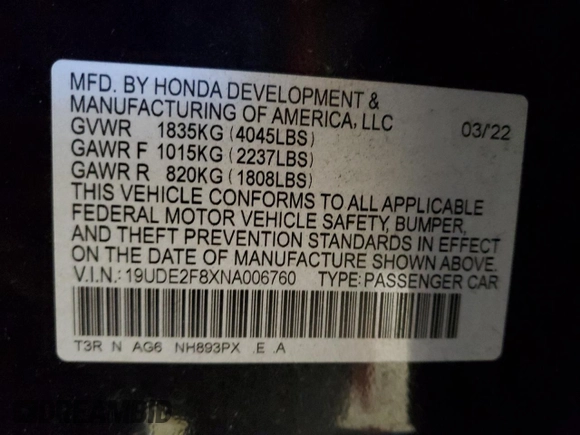 MFD. BY HONDA DEVELOPMENT &
MANUFACTURING OF AMERICA, LLC
GVWR 1835KG (4045LBS) 03/'22
GAWR F 1015KG (2237LBS)
GAWR R 820KG (1808LBS)
THIS VEHICLE CONFORMS TO ALL APPLICABLE
FEDERAL MOTOR VEHICLE SAFETY, BUMPER,
AND THEFT PREVENTION STANDARDS IN EFFECT
ON THE DATE OF MANUFACTURE SHOWN ABOVE.
V.I.N.: 19UDE2F8XNA006760 TYPE: PASSENGER CAR
T3R N AG6 NH893PX .E .A
DREAMBID